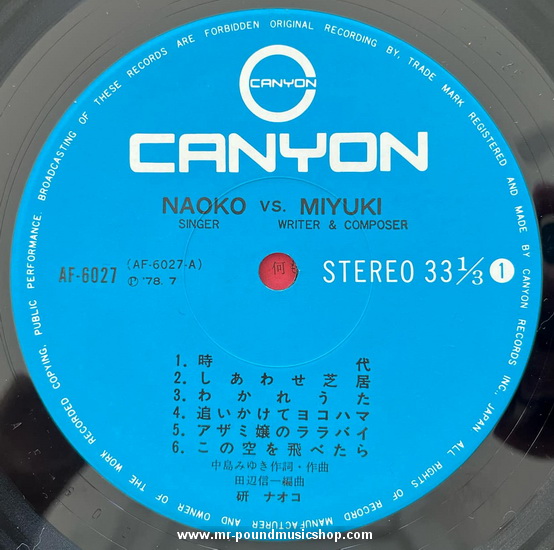 UNAUTHORIZED COPYING, PUBLIC PERFORMANCE BROADCASTING OF THESE RECORDS ARE FORBIDDEN ORIGINAL RECORDING BY, TRADE MARK REGISTERED AND MADE BY CANYON RECORDS INC., JAPAN ALL RIGHTS OF RECORD MANUFACTURER AND OWNER OF THE WORK RECORDED
CANYON
CANYON
NAOKO vs. MIYUKI
SINGER WRITER & COMPOSER
AF-6027 (AF-6027-A)
Ⓟ '78. 7
何
STEREO 33⅓ 1
1. 時代
2. しあわせ芝居
3. わかれうた
4. 追いかけてヨコハマ
5. アザミ嬢のララバイ
6. この空を飛べたら
中島みゆき作詞・作曲
田辺信一編曲
研 ナオコ
www.mr-poundmusicshop.com